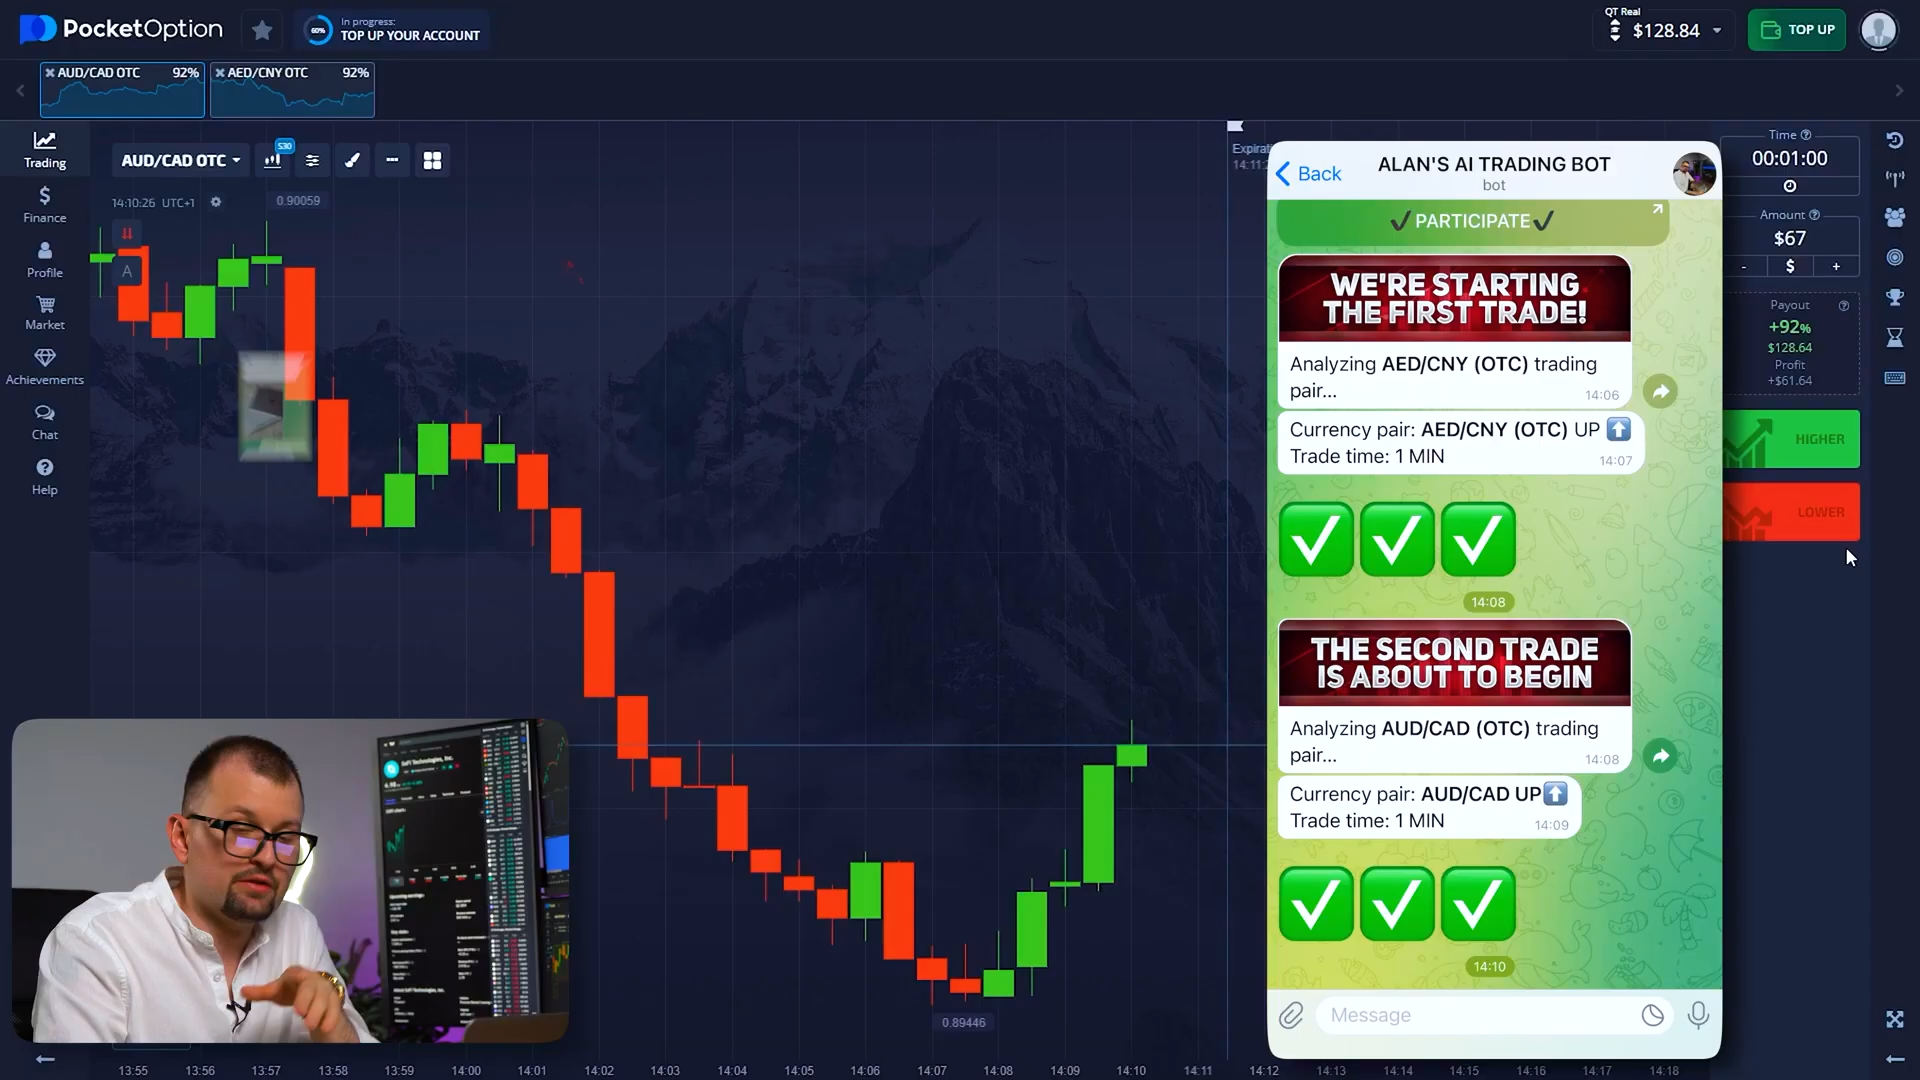 PocketOption
60%
In progress:
TOP UP YOUR ACCOUNT
QT Real
$128.84
TOP UP
AUD/CAD OTC 92%
AED/CNY OTC 92%
Trading
Finance
Profile
Market
Achievements
Chat
Help
AUD/CAD OTC
S30
14:10:26 UTC+1
0.90059
A
0.89446
13:55 13:56 13:57 13:58 13:59 14:00 14:01 14:02 14:03 14:04 14:05 14:06 14:07 14:08 14:09 14:10 14:11 14:12 14:13 14:14 14:15 14:16 14:17 14:18
Back
ALAN'S AI TRADING BOT
bot
✓ PARTICIPATE ✓
WE'RE STARTING
THE FIRST TRADE!
Analyzing AED/CNY (OTC) trading
pair...
14:06
Currency pair: AED/CNY (OTC) UP ⬆
Trade time: 1 MIN
14:07
14:08
THE SECOND TRADE
IS ABOUT TO BEGIN
Analyzing AUD/CAD (OTC) trading
pair...
14:08
Currency pair: AUD/CAD UP⬆
Trade time: 1 MIN
14:09
14:10
Message
Time
00:01:00
Amount
$67
- $ +
Payout
+92%
$128.64
Profit
+$61.64
HIGHER
LOWER
SoFi Technologies, Inc.